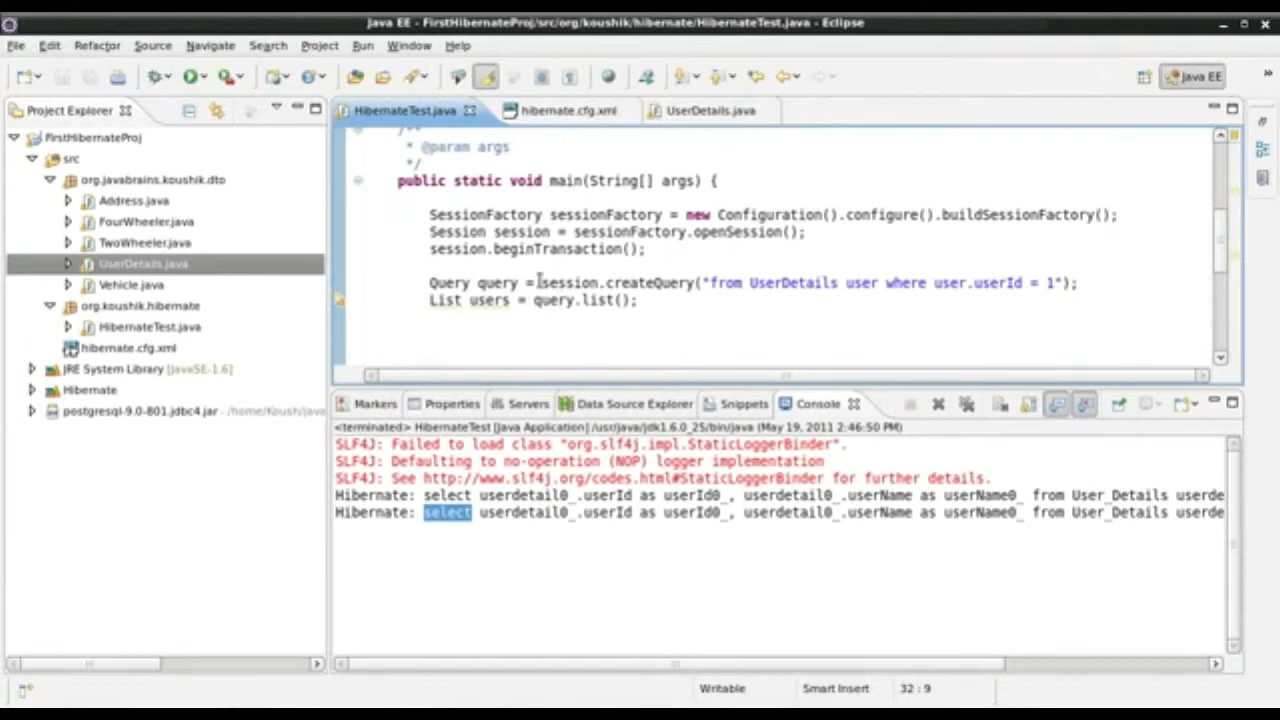 Java EE - FirstHibernateProj/src/org/koushik/hibernate/HibernateTest.java - Eclipse
File Edit Refactor Source Navigate Search Project Run Window Help
Java EE
Project Explorer
HibernateTest.java hibernate.cfg.xml UserDetails.java
FirstHibernateProj
src
org.javabrains.koushik.dto
Address.java
FourWheeler.java
TwoWheeler.java
UserDetails.java
Vehicle.java
org.koushik.hibernate
HibernateTest.java
hibernate.cfg.xml
JRE System Library [JavaSE-1.6]
Hibernate
postgresql-9.0-801.jdbc4.jar - /home/Koush/java
/**
* @param args
*/
public static void main(String[] args) {
SessionFactory sessionFactory = new Configuration().configure().buildSessionFactory();
Session session = sessionFactory.openSession();
session.beginTransaction();
Query query = session.createQuery("from UserDetails user where user.userId = 1");
List users = query.list();
Markers Properties Servers Data Source Explorer Snippets Console
<terminated> HibernateTest [Java Application] /usr/java/jdk1.6.0_25/bin/java (May 19, 2011 2:46:50 PM)
SLF4J: Failed to load class "org.slf4j.impl.StaticLoggerBinder".
SLF4J: Defaulting to no-operation (NOP) logger implementation
SLF4J: See http://www.slf4j.org/codes.html#StaticLoggerBinder for further details.
Hibernate: select userdetail0_.userId as userId0_, userdetail0_.userName as userName0_ from User_Details userde
Hibernate: select userdetail0_.userId as userId0_, userdetail0_.userName as userName0_ from User_Details userde
Writable Smart Insert 32 : 9